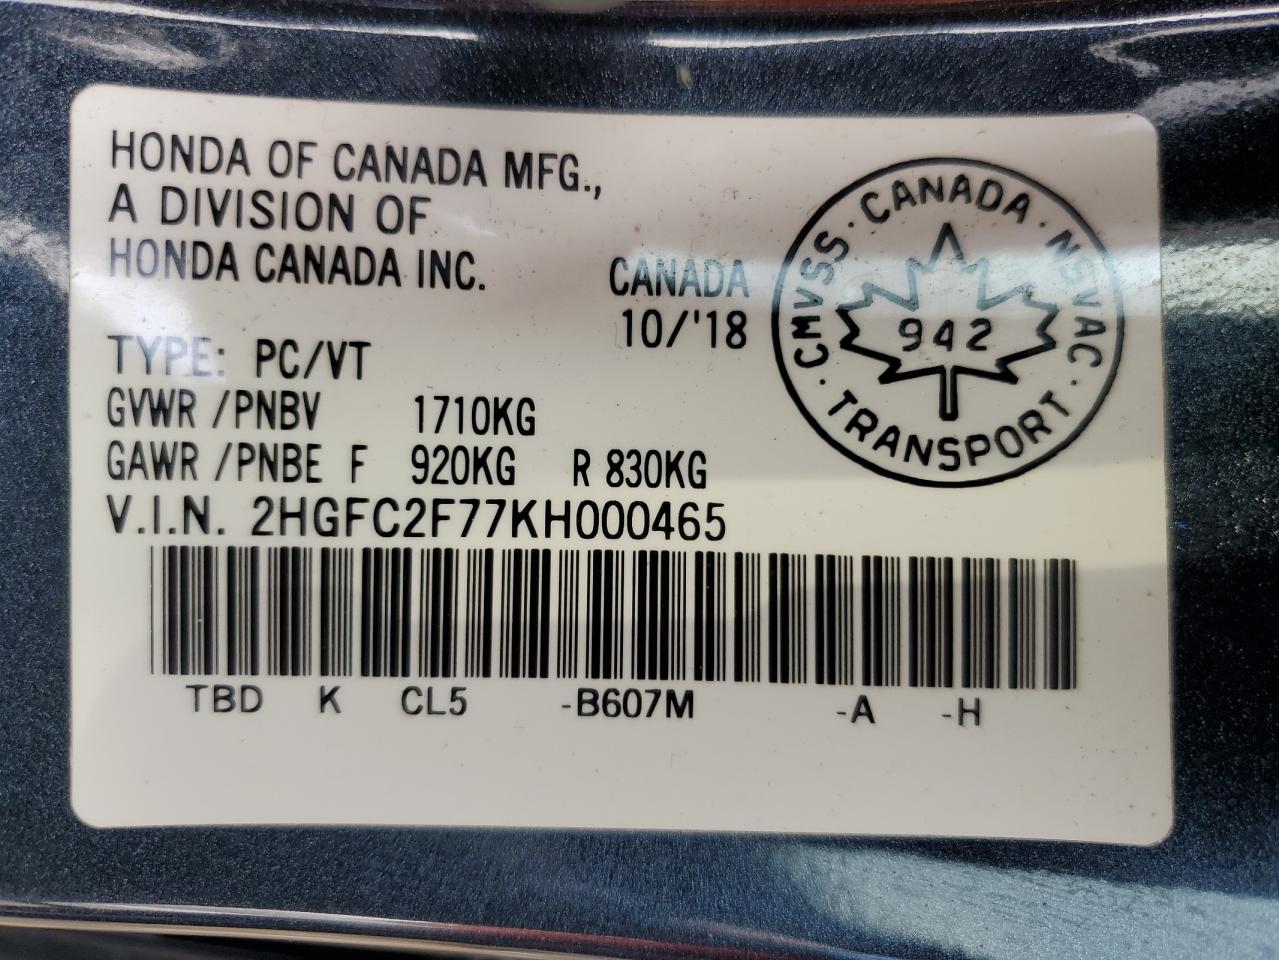 HONDA OF CANADA MFG.,
A DIVISION OF
HONDA CANADA INC.
CANADA
10/'18
TYPE: PC/VT
GVWR /PNBV 1710KG
GAWR /PNBE F 920KG R 830KG
V.I.N. 2HGFC2F77KH000465
TBD K CL5 -B607M -A -H
CMVSS · CANADA · NSVAC · TRANSPORT ·
942